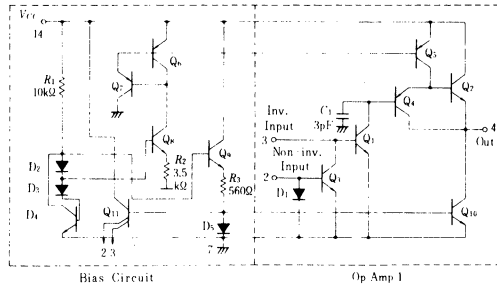 VCC
14
R1
10kΩ
D2
D3
D4
Q7
Q6
Q8
R2
3.5
kΩ
Q11
2.3
Q9
R3
560Ω
D5
7
Bias Circuit
Q5
Q4
Q2
C1
3pF
Inv.
Input
3
Q1
Non-inv.
Input
2
Q3
D1
4
Out
Q10
Op Amp 1